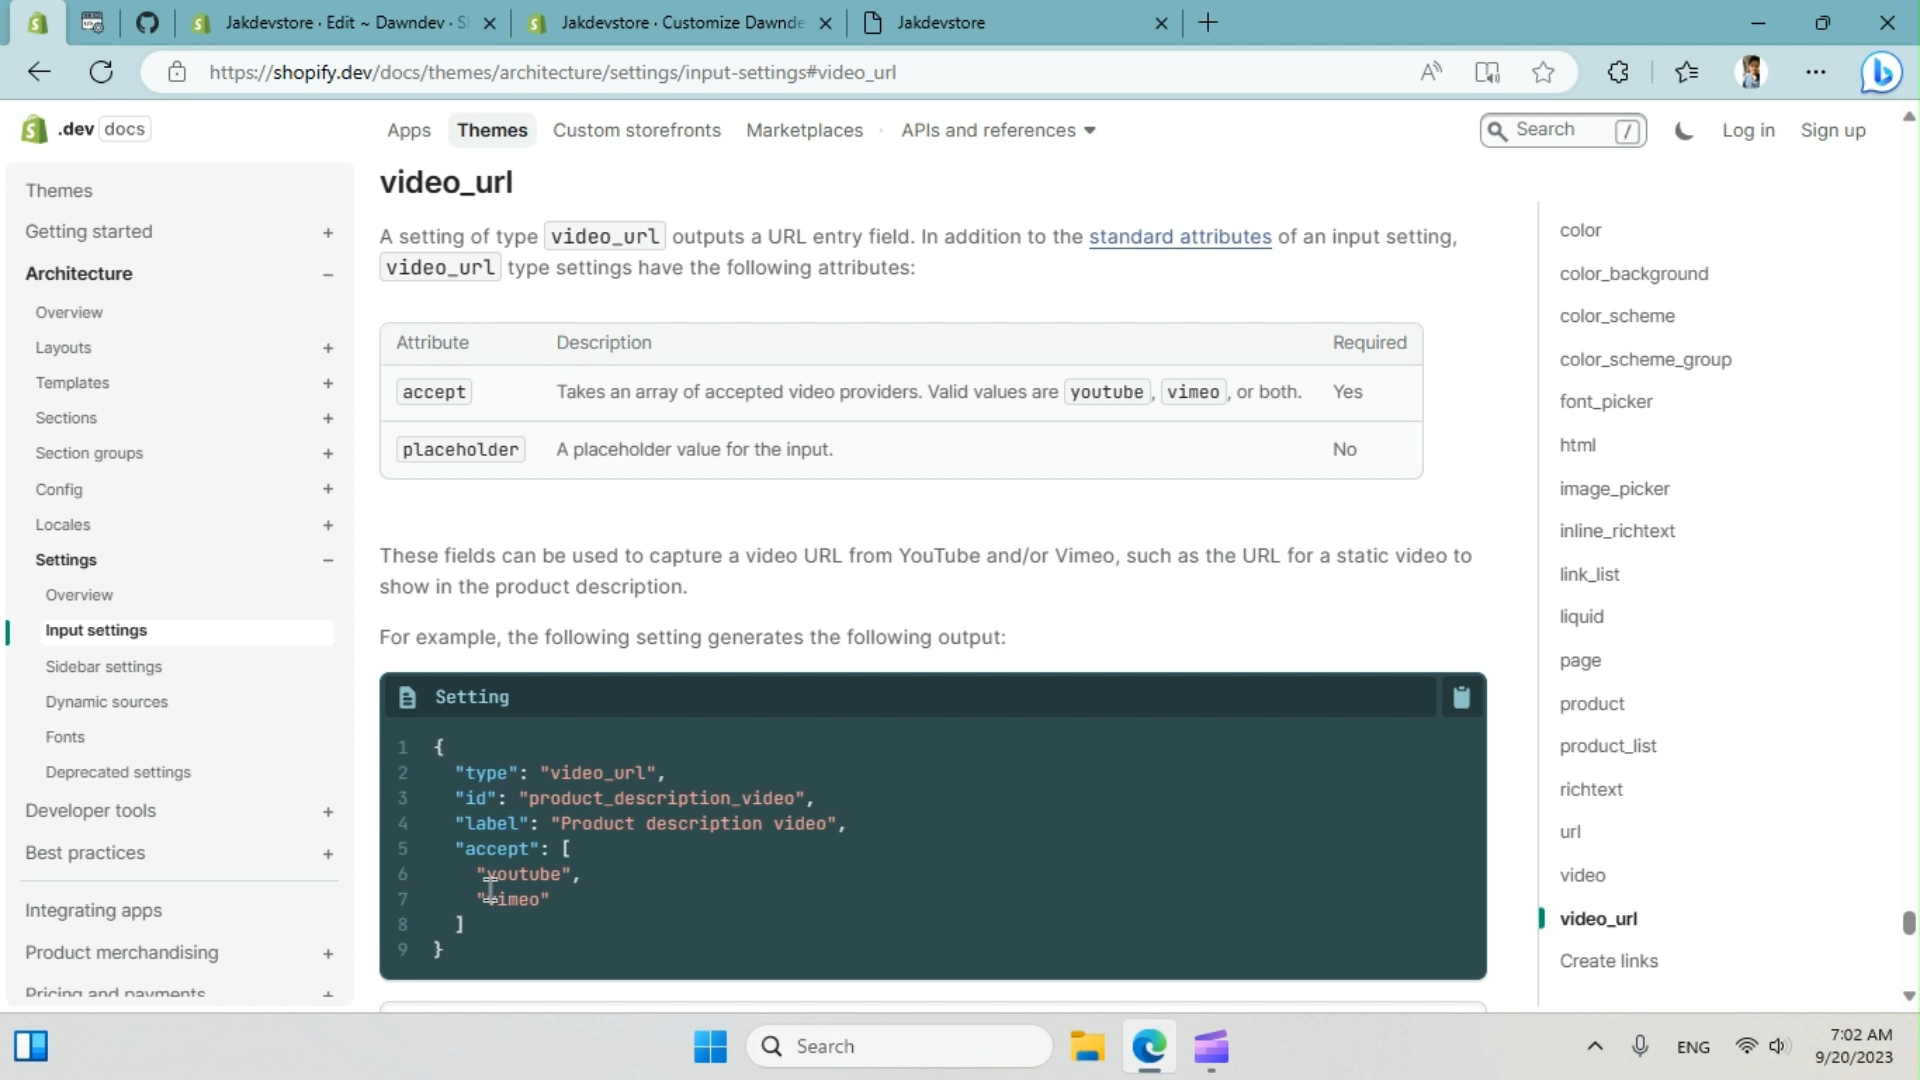 Jakdevstore · Edit ~ Dawndev · S
Jakdevstore · Customize Dawnde
Jakdevstore
https://shopify.dev/docs/themes/architecture/settings/input-settings#video_url
.dev docs
Apps
Themes
Custom storefronts
Marketplaces
APIs and references
Search /
Log in
Sign up
Themes
Getting started
Architecture
Overview
Layouts
Templates
Sections
Section groups
Config
Locales
Settings
Overview
Input settings
Sidebar settings
Dynamic sources
Fonts
Deprecated settings
Developer tools
Best practices
Integrating apps
Product merchandising
Pricing and payments
video_url
A setting of type video_url outputs a URL entry field. In addition to the standard attributes of an input setting,
video_url type settings have the following attributes:
Attribute Description Required
accept Takes an array of accepted video providers. Valid values are youtube, vimeo, or both. Yes
placeholder A placeholder value for the input. No
These fields can be used to capture a video URL from YouTube and/or Vimeo, such as the URL for a static video to
show in the product description.
For example, the following setting generates the following output:
Setting
1 {
2 "type": "video_url",
3 "id": "product_description_video",
4 "label": "Product description video",
5 "accept": [
6 "youtube",
7 "vimeo"
8 ]
9 }
color
color_background
color_scheme
color_scheme_group
font_picker
html
image_picker
inline_richtext
link_list
liquid
page
product
product_list
richtext
url
video
video_url
Create links
Search
ENG
7:02 AM
9/20/2023